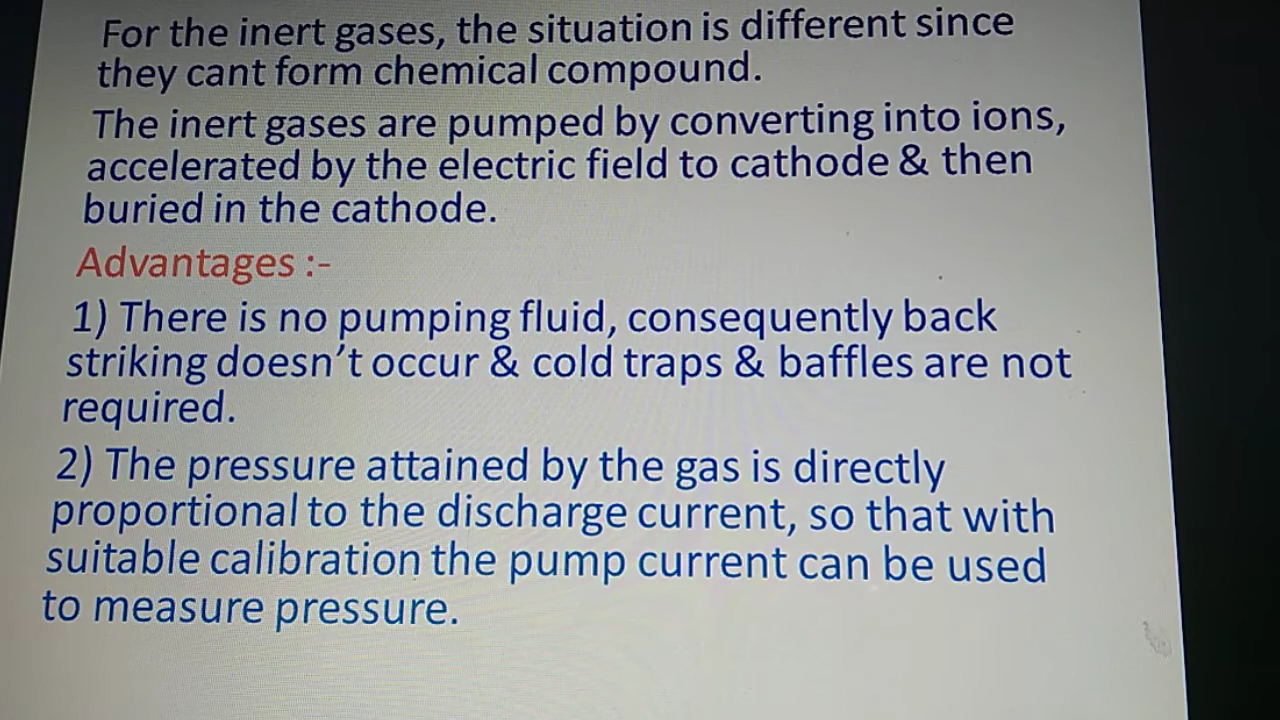 For the inert gases, the situation is different since
they cant form chemical compound.
The inert gases are pumped by converting into ions,
accelerated by the electric field to cathode & then
buried in the cathode.
Advantages :-
1) There is no pumping fluid, consequently back
striking doesn't occur & cold traps & baffles are not
required.
2) The pressure attained by the gas is directly
proportional to the discharge current, so that with
suitable calibration the pump current can be used
to measure pressure.